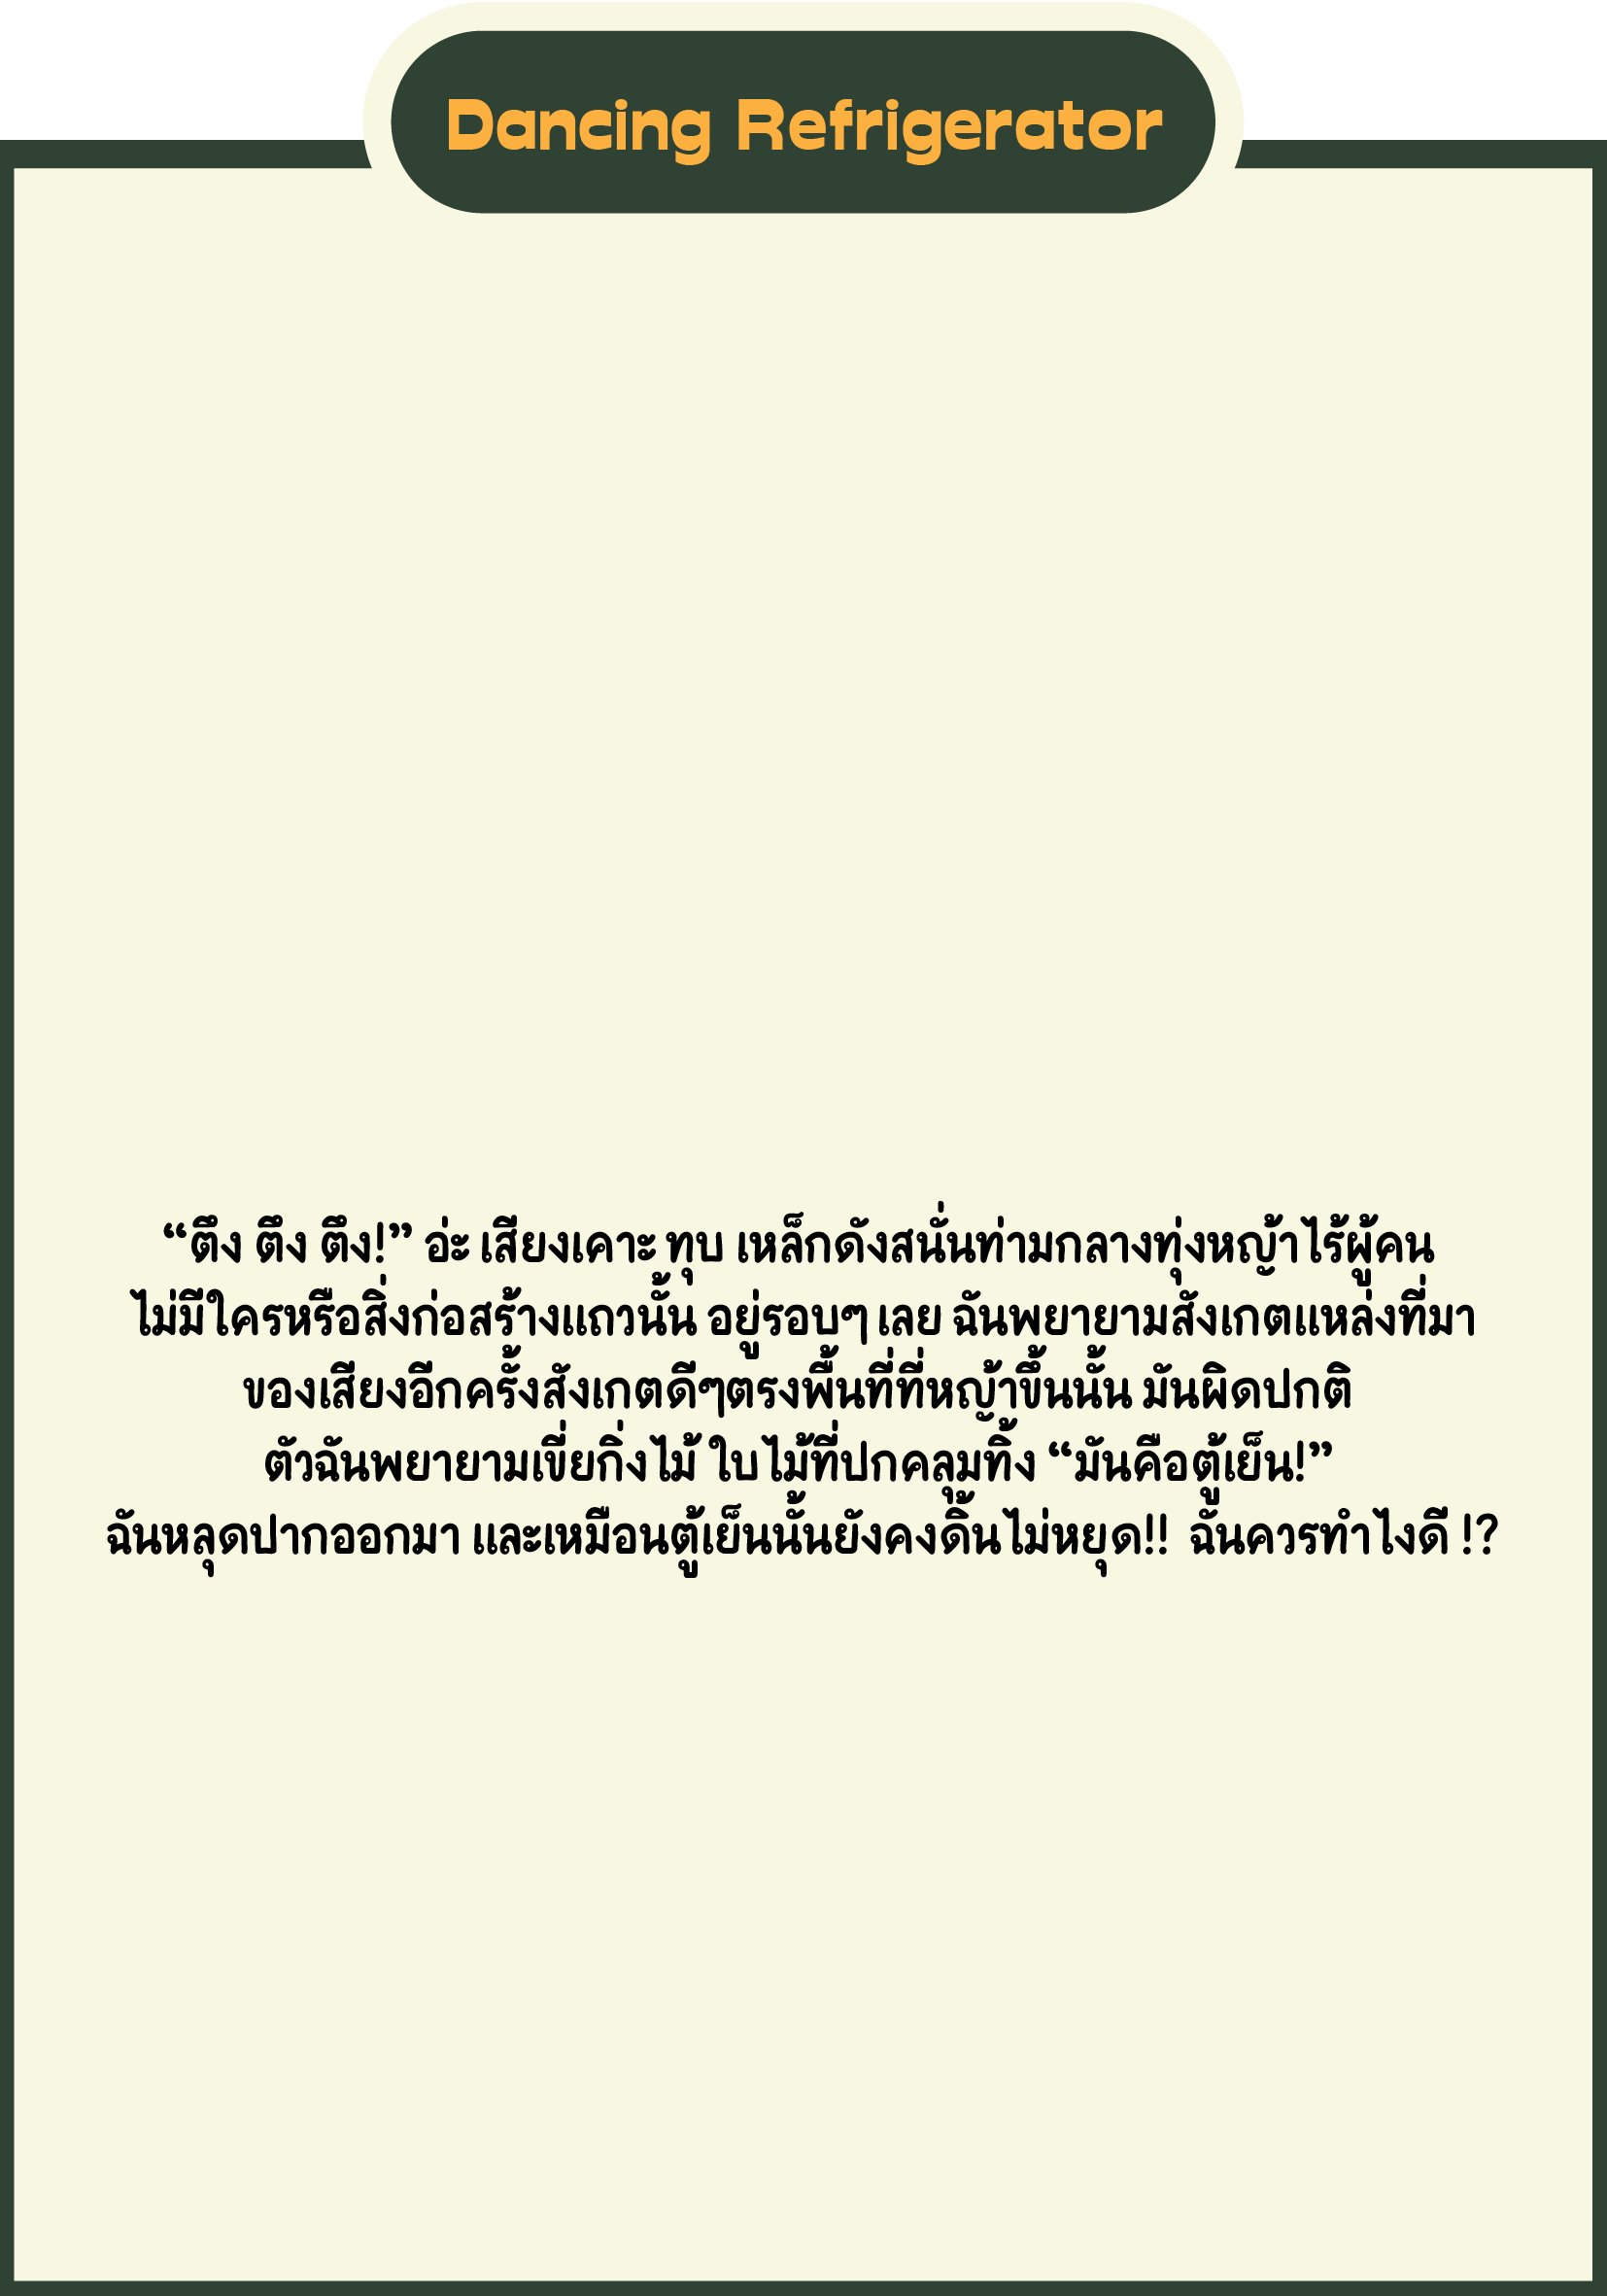 Dancing Refrigerator
“ตึง ตึง ตึง!” อ่ะ เสียงเคาะ ทุบ เหล็กดังสนั่นท่ามกลางทุ่งหญ้าไร้ผู้คน
ไม่มีใครหรือสิ่งก่อสร้างแถวนั้น อยู่รอบๆ เลย ฉันพยายามสังเกตแหล่งที่มา
ของเสียงอีกครั้งสังเกตดีๆตรงพื้นที่ที่หญ้าขึ้นนั้น มันผิดปกติ
ตัวฉันพยายามเขี่ยกิ่งไม้ ใบไม้ที่ปกคลุมทิ้ง “มันคือตู้เย็น!”
ฉันหลุดปากออกมา และเหมือนตู้เย็นนั้นยังคงดิ้นไม่หยุด!! ฉันควรทำไงดี !?